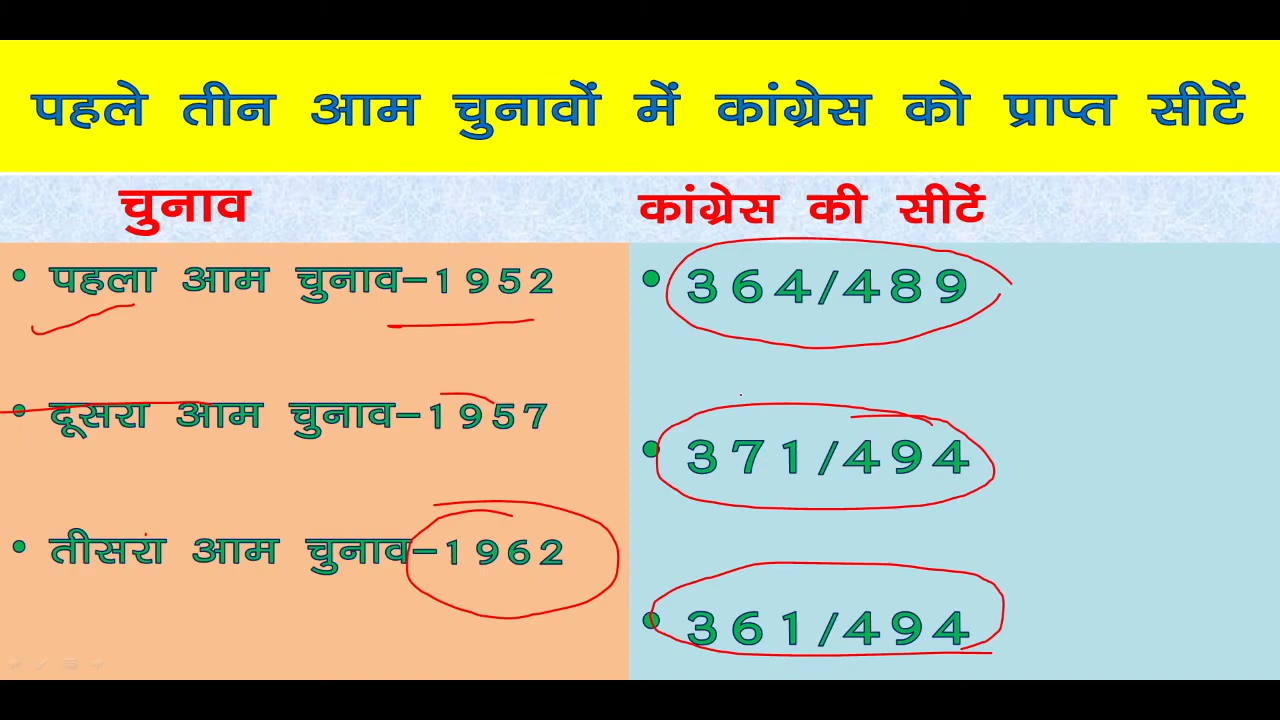 पहले तीन आम चुनावों में कांग्रेस को प्राप्त सीटें
चुनाव
कांग्रेस की सीटें
• पहला आम चुनाव–1952
• 364/489
• दूसरा आम चुनाव–1957
• 371/494
• तीसरा आम चुनाव–1962
• 361/494